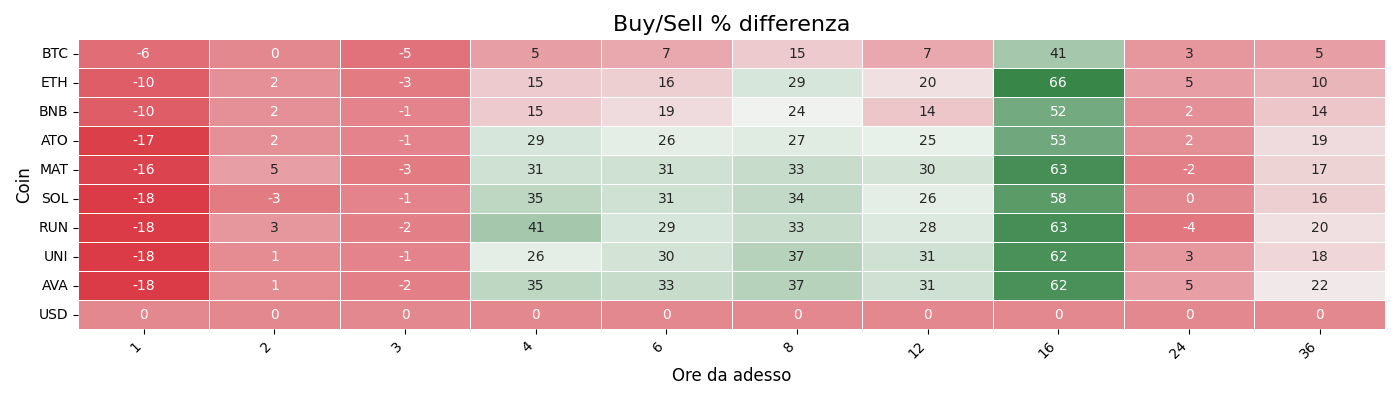 Buy/Sell % differenza
Coin
BTC -6 0 -5 5 7 15 7 41 3 5
ETH -10 2 -3 15 16 29 20 66 5 10
BNB -10 2 -1 15 19 24 14 52 2 14
ATO -17 2 -1 29 26 27 25 53 2 19
MAT -16 5 -3 31 31 33 30 63 -2 17
SOL -18 -3 -1 35 31 34 26 58 0 16
RUN -18 3 -2 41 29 33 28 63 -4 20
UNI -18 1 -1 26 30 37 31 62 3 18
AVA -18 1 -2 35 33 37 31 62 5 22
USD 0 0 0 0 0 0 0 0 0 0
1 2 3 4 6 8 12 16 24 36
Ore da adesso